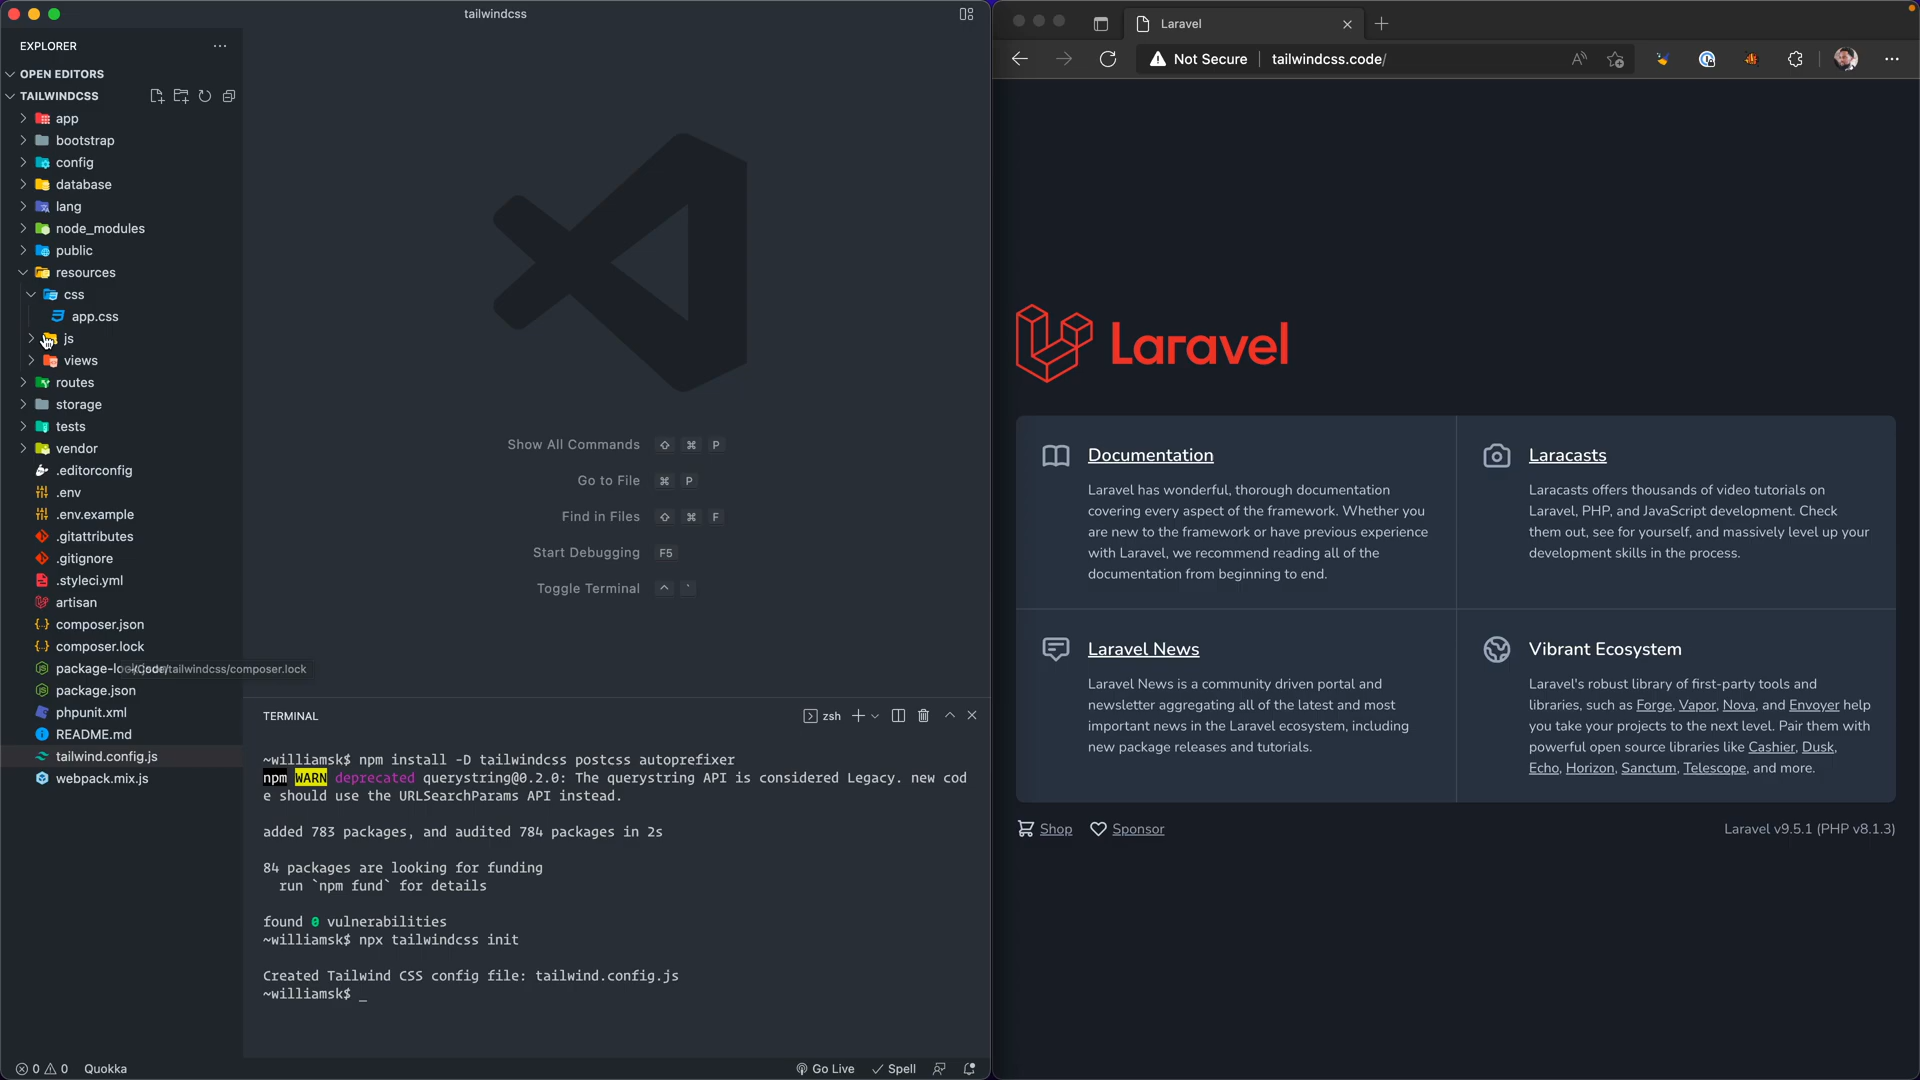 tailwindcss
EXPLORER
OPEN EDITORS
TAILWINDCSS
app
bootstrap
config
database
lang
node_modules
public
resources
css
app.css
js
views
routes
storage
tests
vendor
.editorconfig
.env
.env.example
.gitattributes
.gitignore
.styleci.yml
artisan
composer.json
composer.lock
package-lock.json
~/Code/tailwindcss/composer.lock
package.json
phpunit.xml
README.md
tailwind.config.js
webpack.mix.js
Show All Commands ⇧ ⌘ P
Go to File ⌘ P
Find in Files ⇧ ⌘ F
Start Debugging F5
Toggle Terminal ^ `
TERMINAL
zsh
~williamsk$ npm install -D tailwindcss postcss autoprefixer
npm WARN deprecated querystring@0.2.0: The querystring API is considered Legacy. new cod
e should use the URLSearchParams API instead.
added 783 packages, and audited 784 packages in 2s
84 packages are looking for funding
run `npm fund` for details
found 0 vulnerabilities
~williamsk$ npx tailwindcss init
Created Tailwind CSS config file: tailwind.config.js
~williamsk$ _
0 0 Quokka
Go Live Spell
Laravel
Not Secure tailwindcss.code/
Laravel
Documentation
Laravel has wonderful, thorough documentation
covering every aspect of the framework. Whether you
are new to the framework or have previous experience
with Laravel, we recommend reading all of the
documentation from beginning to end.
Laracasts
Laracasts offers thousands of video tutorials on
Laravel, PHP, and JavaScript development. Check
them out, see for yourself, and massively level up your
development skills in the process.
Laravel News
Laravel News is a community driven portal and
newsletter aggregating all of the latest and most
important news in the Laravel ecosystem, including
new package releases and tutorials.
Vibrant Ecosystem
Laravel's robust library of first-party tools and
libraries, such as Forge, Vapor, Nova, and Envoyer help
you take your projects to the next level. Pair them with
powerful open source libraries like Cashier, Dusk,
Echo, Horizon, Sanctum, Telescope, and more.
Shop Sponsor
Laravel v9.5.1 (PHP v8.1.3)